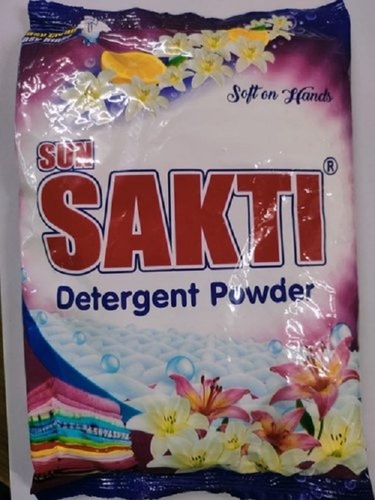 Soft on Hands
SUN
SAKTI®
Detergent Powder